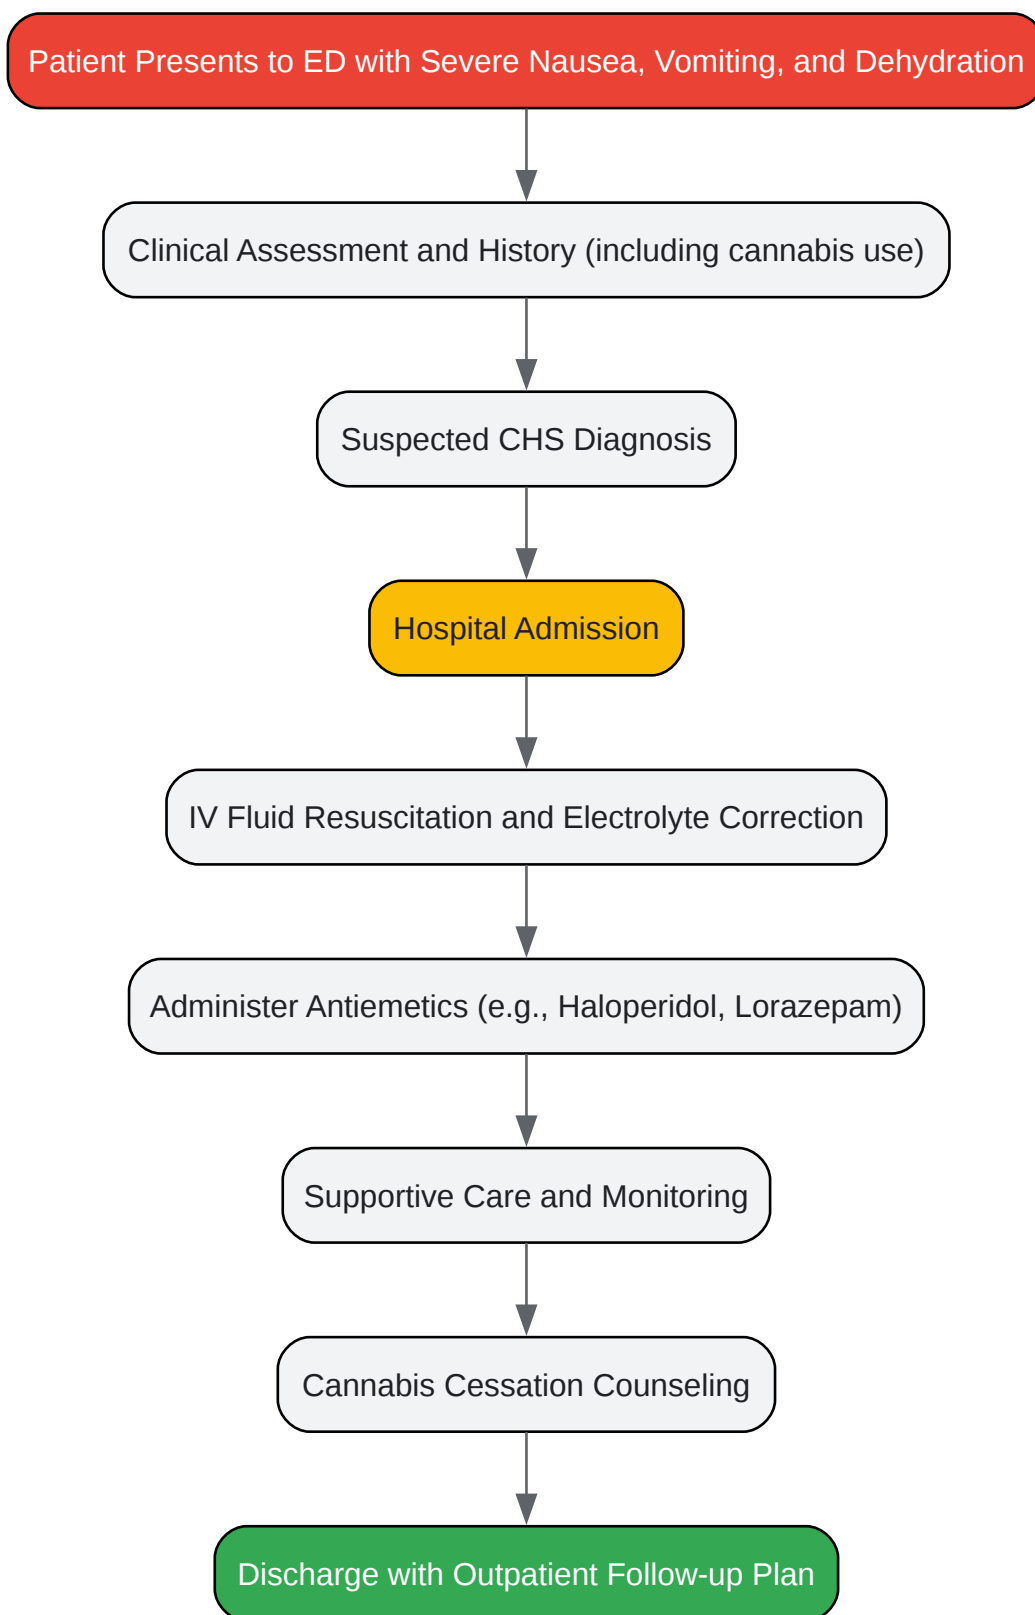 Patient Presents to ED with Severe Nausea, Vomiting, and Dehydration
Clinical Assessment and History (including cannabis use)
Suspected CHS Diagnosis
Hospital Admission
IV Fluid Resuscitation and Electrolyte Correction
Administer Antiemetics (e.g., Haloperidol, Lorazepam)
Supportive Care and Monitoring
Cannabis Cessation Counseling
Discharge with Outpatient Follow-up Plan